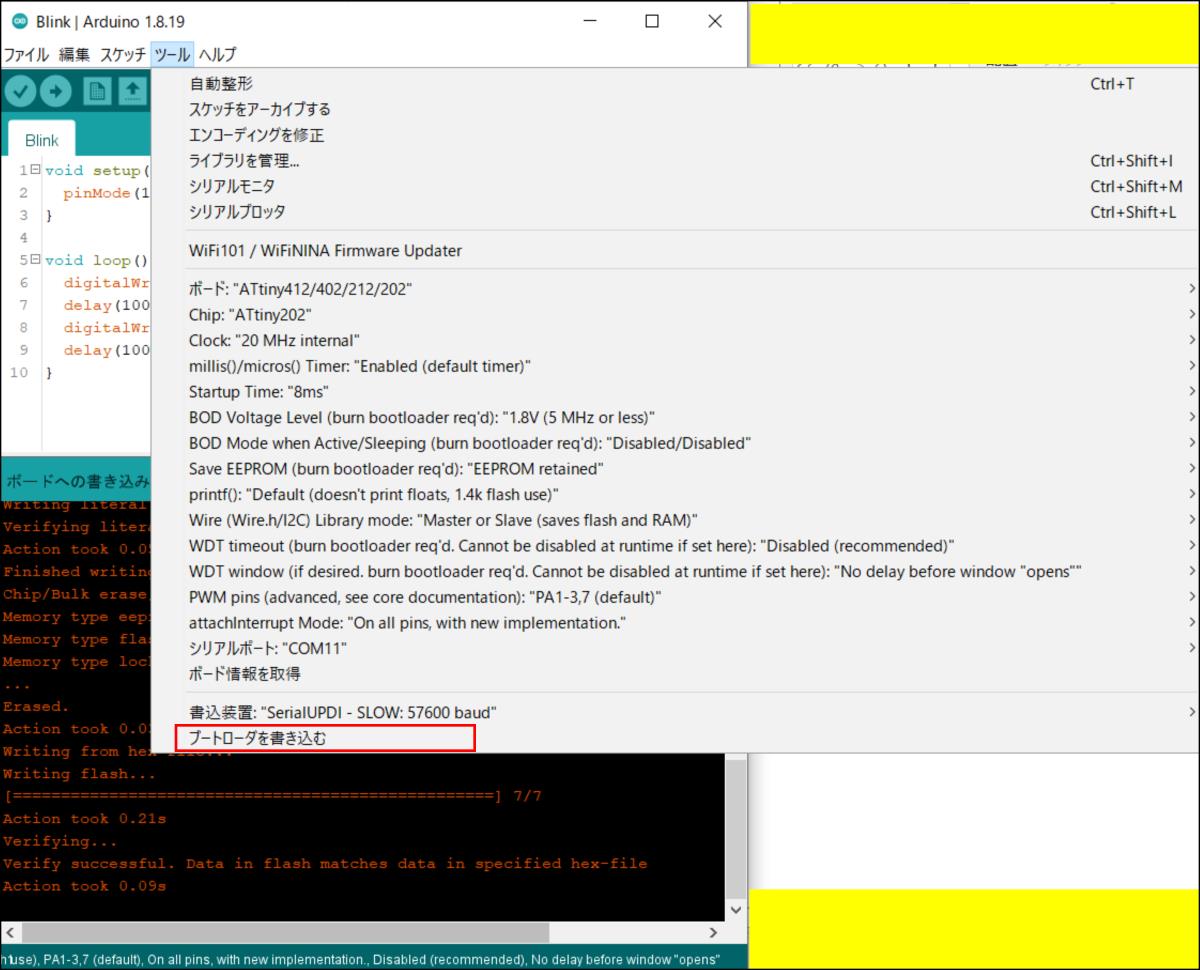 Blink | Arduino 1.8.19
ファイル 編集 スケッチ ツール ヘルプ
自動整形 Ctrl+T
スケッチをアーカイブする
エンコーディングを修正
ライブラリを管理... Ctrl+Shift+I
シリアルモニタ Ctrl+Shift+M
シリアルプロッタ Ctrl+Shift+L
WiFi101 / WiFiNINA Firmware Updater
ボード: "ATtiny412/402/212/202"
Chip: "ATtiny202"
Clock: "20 MHz internal"
millis()/micros() Timer: "Enabled (default timer)"
Startup Time: "8ms"
BOD Voltage Level (burn bootloader req'd): "1.8V (5 MHz or less)"
BOD Mode when Active/Sleeping (burn bootloader req'd): "Disabled/Disabled"
Save EEPROM (burn bootloader req'd): "EEPROM retained"
printf(): "Default (doesn't print floats, 1.4k flash use)"
Wire (Wire.h/I2C) Library mode: "Master or Slave (saves flash and RAM)"
WDT timeout (burn bootloader req'd. Cannot be disabled at runtime if set here): "Disabled (recommended)"
WDT window (if desired. burn bootloader req'd. Cannot be disabled at runtime if set here): "No delay before window "opens""
PWM pins (advanced, see core documentation): "PA1-3,7 (default)"
attachInterrupt Mode: "On all pins, with new implementation."
シリアルポート: "COM11"
ボード情報を取得
書込装置: "SerialUPDI - SLOW: 57600 baud"
ブートローダを書き込む
Blink
1 void setup(
2 pinMode(1
3 }
4
5 void loop()
6 digitalWr
7 delay(100
8 digitalWr
9 delay(100
10 }
ボードへの書き込み
Writing literal
Verifying litera
Action took 0.0
Finished writing
Chip/Bulk erase
Memory type eep
Memory type fla
Memory type loc
...
Erased.
Action took 0.0
Writing from hex file...
Writing flash...
[==================================================] 7/7
Action took 0.21s
Verifying...
Verify successful. Data in flash matches data in specified hex-file
Action took 0.09s
use), PA1-3,7 (default), On all pins, with new implementation., Disabled (recommended), No delay before window "opens"